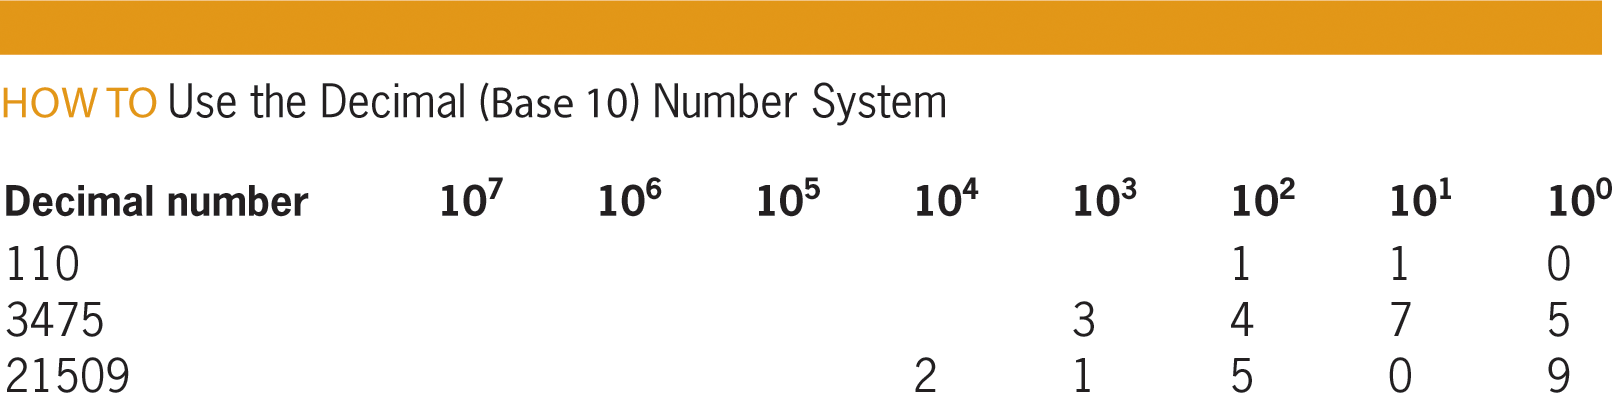 HOW TO Use the Decimal (Base 10) Number System
Decimal number 10⁷ 10⁶ 10⁵ 10⁴ 10³ 10² 10¹ 10⁰
110 1 1 0
3475 3 4 7 5
21509 2 1 5 0 9